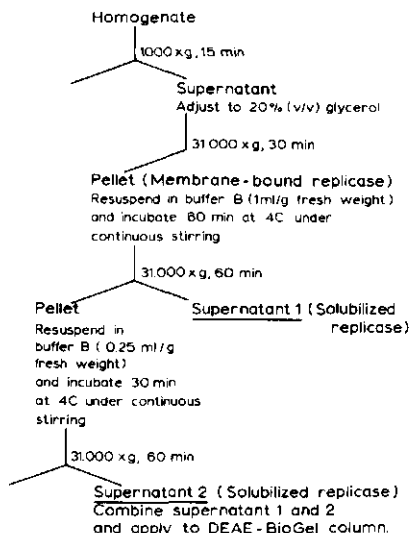 Homogenate
1000 xg, 15 min
Supernatant
Adjust to 20% (v/v) glycerol
31.000 xg, 30 min
Pellet (Membrane-bound replicase)
Resuspend in buffer B (1ml/g fresh weight)
and incubate 60 min at 4C under
continuous stirring
31.000 xg, 60 min
Pellet
Resuspend in
buffer B (0.25 ml/g
fresh weight)
and incubate 30 min
at 4C under continuous
stirring
Supernatant 1 (Solubilized
replicase)
31.000 xg, 60 min
Supernatant 2 (Solubilized replicase)
Combine supernatant 1 and 2
and apply to DEAE-BioGel column.